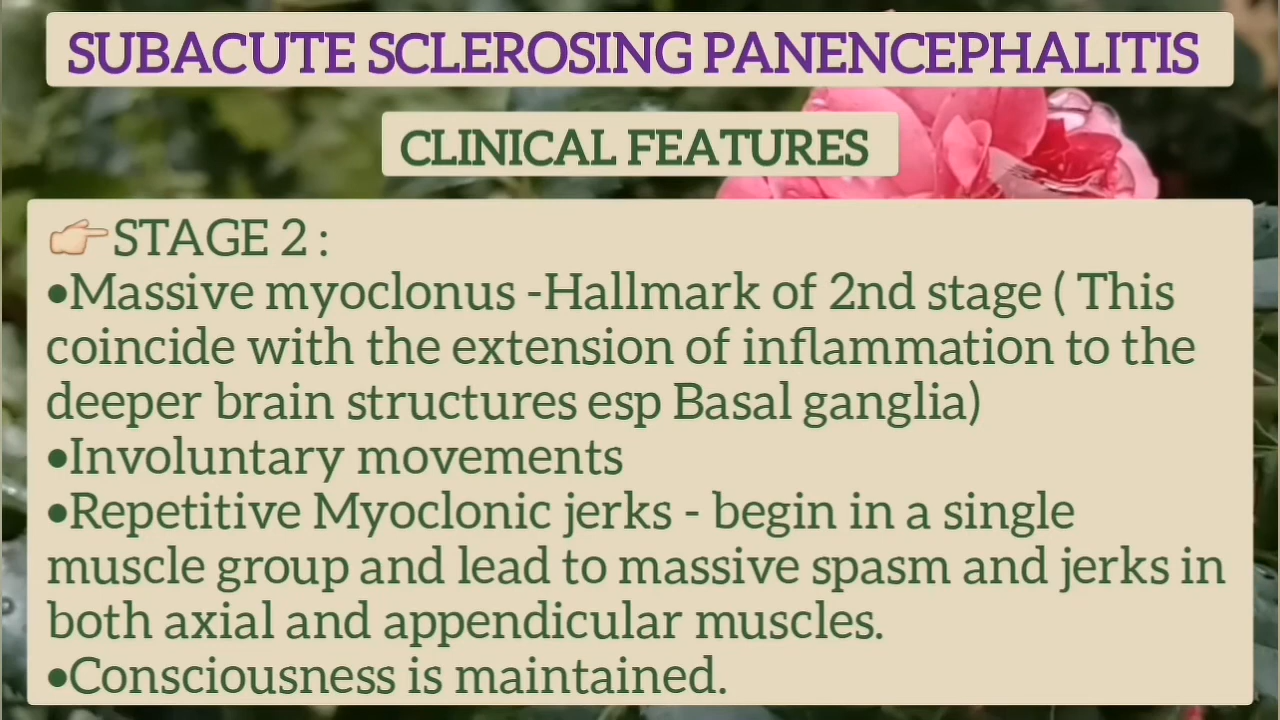 SUBACUTE SCLEROSING PANENCEPHALITIS
CLINICAL FEATURES
👉STAGE 2 :
•Massive myoclonus -Hallmark of 2nd stage ( This
coincide with the extension of inflammation to the
deeper brain structures esp Basal ganglia)
•Involuntary movements
•Repetitive Myoclonic jerks - begin in a single
muscle group and lead to massive spasm and jerks in
both axial and appendicular muscles.
•Consciousness is maintained.